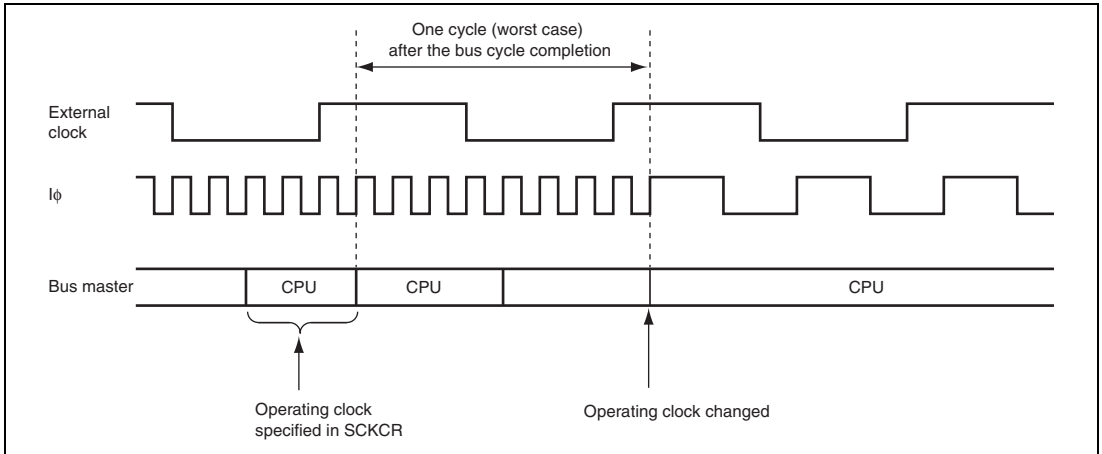 One cycle (worst case)
after the bus cycle completion
External
clock
Iϕ
Bus master
CPU
CPU
CPU
Operating clock
specified in SCKCR
Operating clock changed